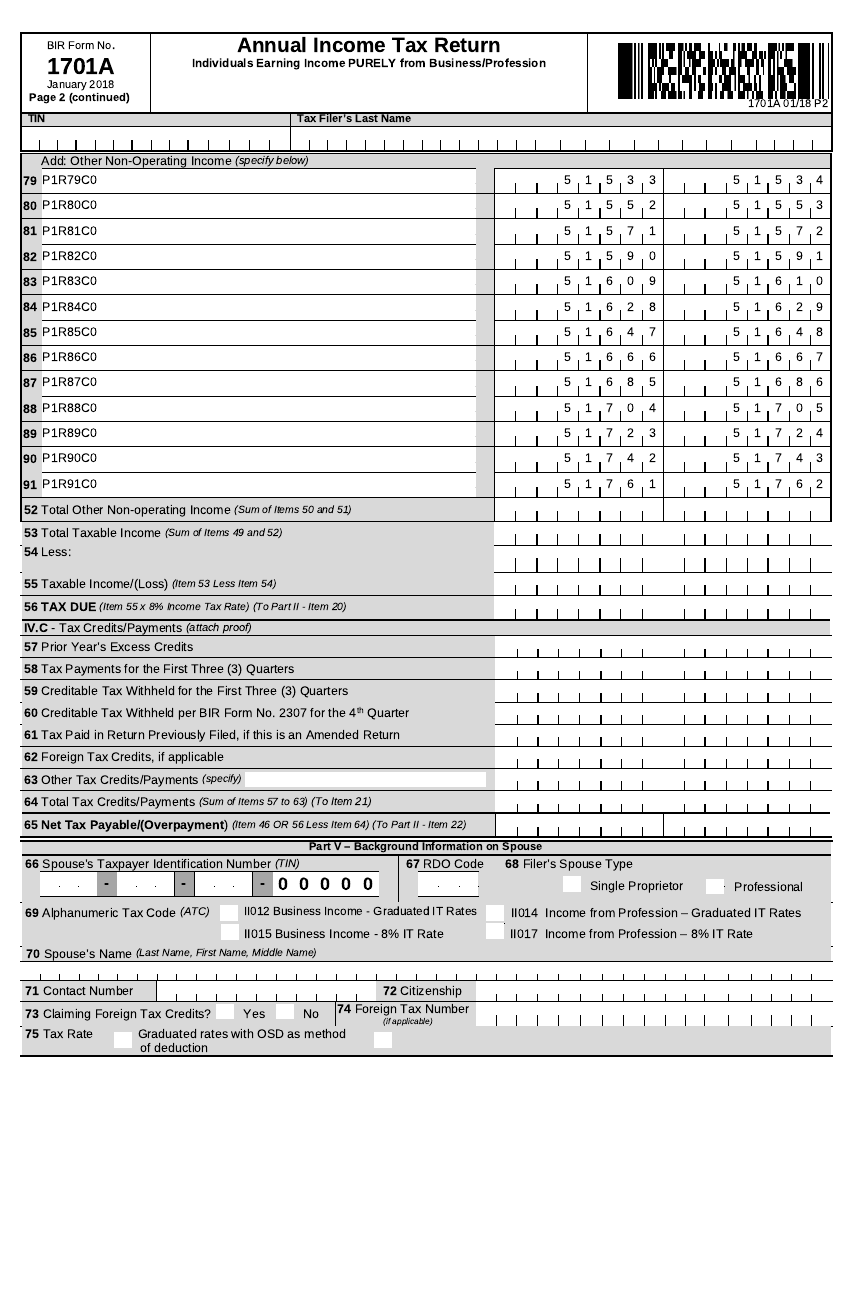 BIR Form No.
1701A
January 2018
Page 2 (continued)
Annual Income Tax Return
Individuals Earning Income PURELY from Business/Profession
1701A 01/18 P2
TIN Tax Filer's Last Name
Add: Other Non-Operating Income (specify below)
79 P1R79C0 5 1 5 3 3 5 1 5 3 4
80 P1R80C0 5 1 5 5 2 5 1 5 5 3
81 P1R81C0 5 1 5 7 1 5 1 5 7 2
82 P1R82C0 5 1 5 9 0 5 1 5 9 1
83 P1R83C0 5 1 6 0 9 5 1 6 1 0
84 P1R84C0 5 1 6 2 8 5 1 6 2 9
85 P1R85C0 5 1 6 4 7 5 1 6 4 8
86 P1R86C0 5 1 6 6 6 5 1 6 6 7
87 P1R87C0 5 1 6 8 5 5 1 6 8 6
88 P1R88C0 5 1 7 0 4 5 1 7 0 5
89 P1R89C0 5 1 7 2 3 5 1 7 2 4
90 P1R90C0 5 1 7 4 2 5 1 7 4 3
91 P1R91C0 5 1 7 6 1 5 1 7 6 2
52 Total Other Non-operating Income (Sum of Items 50 and 51)
53 Total Taxable Income (Sum of Items 49 and 52)
54 Less:
55 Taxable Income/(Loss) (Item 53 Less Item 54)
56 TAX DUE (Item 55 x 8% Income Tax Rate) (To Part II - Item 20)
IV.C - Tax Credits/Payments (attach proof)
57 Prior Year's Excess Credits
58 Tax Payments for the First Three (3) Quarters
59 Creditable Tax Withheld for the First Three (3) Quarters
60 Creditable Tax Withheld per BIR Form No. 2307 for the 4th Quarter
61 Tax Paid in Return Previously Filed, if this is an Amended Return
62 Foreign Tax Credits, if applicable
63 Other Tax Credits/Payments (specify)
64 Total Tax Credits/Payments (Sum of Items 57 to 63) (To Item 21)
65 Net Tax Payable/(Overpayment) (Item 46 OR 56 Less Item 64) (To Part II - Item 22)
Part V – Background Information on Spouse
66 Spouse's Taxpayer Identification Number (TIN) 67 RDO Code 68 Filer's Spouse Type
- - - 0 0 0 0 0 Single Proprietor Professional
69 Alphanumeric Tax Code (ATC) II012 Business Income - Graduated IT Rates II014 Income from Profession – Graduated IT Rates
II015 Business Income - 8% IT Rate II017 Income from Profession – 8% IT Rate
70 Spouse's Name (Last Name, First Name, Middle Name)
71 Contact Number 72 Citizenship
73 Claiming Foreign Tax Credits? Yes No 74 Foreign Tax Number
(if applicable)
75 Tax Rate Graduated rates with OSD as method
of deduction